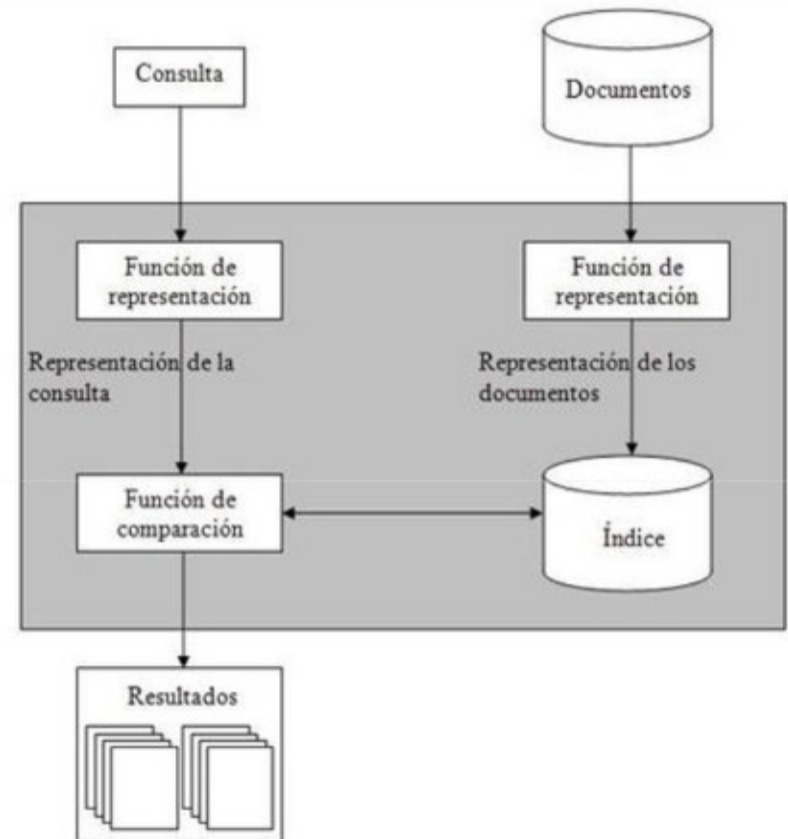 Consulta
Documentos
Función de
representación
Función de
representación
Representación de la
consulta
Representación de los
documentos
Función de
comparación
Índice
Resultados